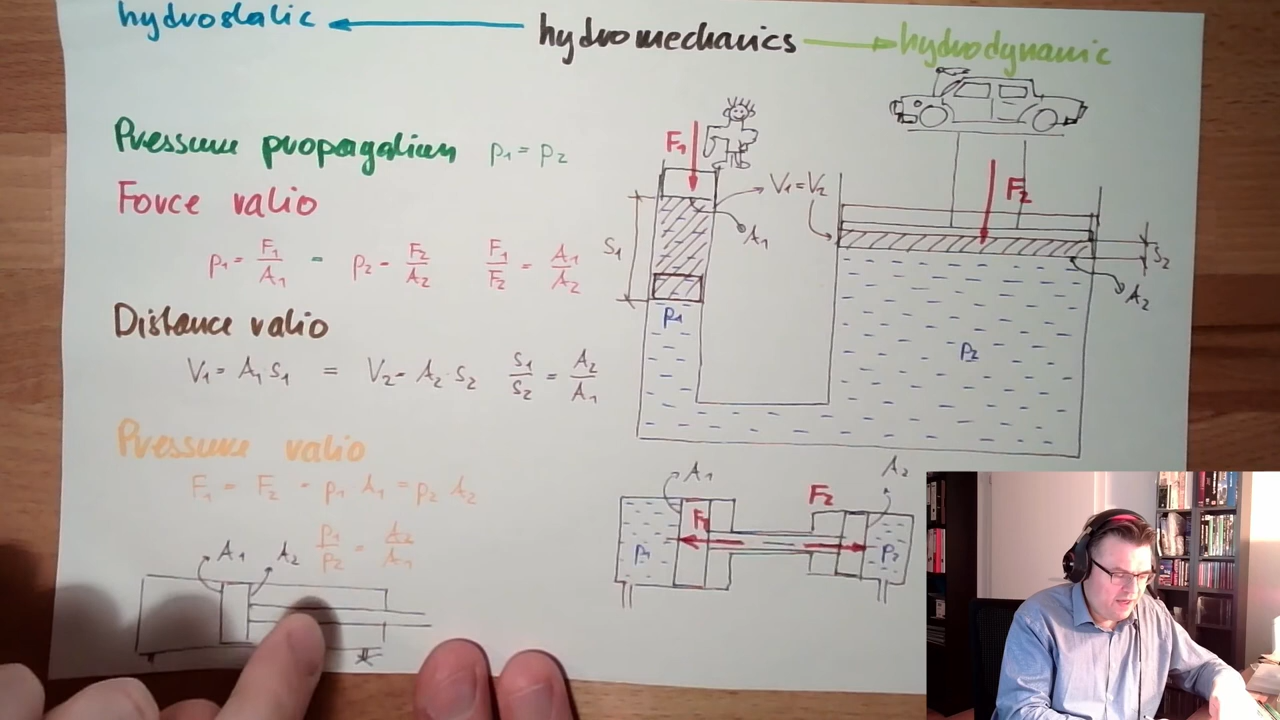 hydrostatic hydromechanics hydrodynamic
Pressure propagation p₁ = p₂
Force ratio
p₁ = F₁/A₁ = p₂ = F₂/A₂ F₁/F₂ = A₁/A₂
Distance ratio
V₁ = A₁ s₁ = V₂ = A₂ · s₂ s₁/s₂ = A₂/A₁
Pressure ratio
F₁ = F₂ = p₁ A₁ = p₂ A₂
p₁/p₂ = A₂/A₁
A₁ A₂
F₁
V₁ = V₂
A₁
F₂
S₁
S₂
A₂
p₁
p₂
A₁
A₂
F₁
F₂
p₁
p₂